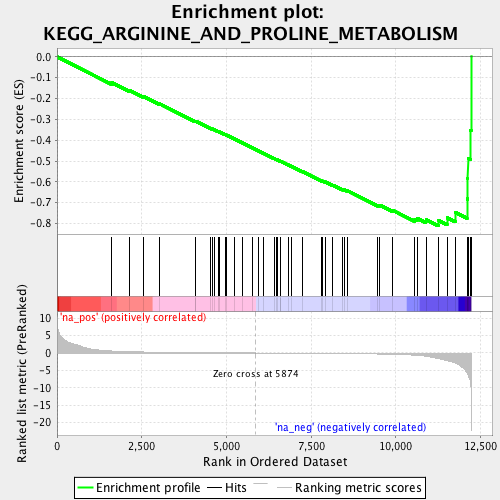 Enrichment plot:
KEGG_ARGININE_AND_PROLINE_METABOLISM
Enrichment score (ES)
0.0
-0.1
-0.2
-0.3
-0.4
-0.5
-0.6
-0.7
-0.8
'na_pos' (positively correlated)
Ranked list metric (PreRanked)
10
5
0
-5
-10
-15
-20
Zero cross at 5874
'na_neg' (negatively correlated)
0
2,500
5,000
7,500
10,000
12,500
Rank in Ordered Dataset
Enrichment profile
Hits
Ranking metric scores